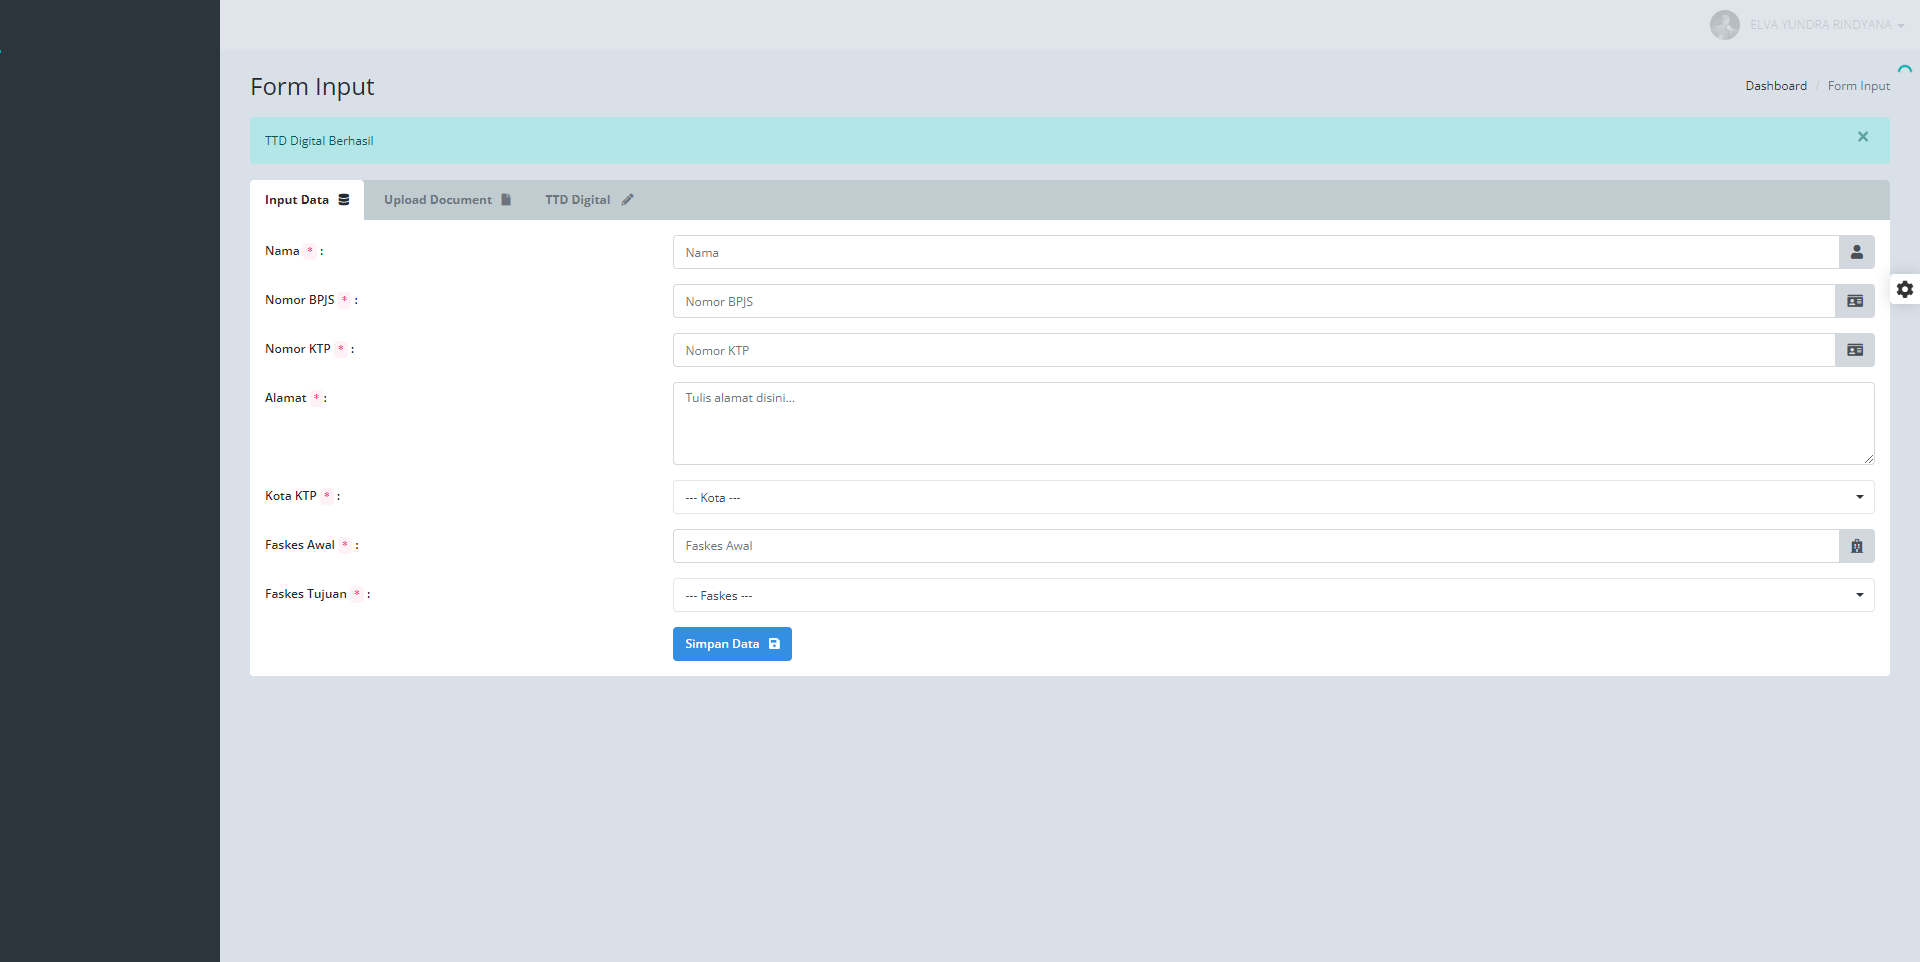 ELVA YUNDRA RINDYANA
Form Input
Dashboard / Form Input
TTD Digital Berhasil
×
Input Data
Upload Document
TTD Digital
Nama * :
Nama
Nomor BPJS * :
Nomor BPJS
Nomor KTP * :
Nomor KTP
Alamat * :
Tulis alamat disini...
Kota KTP * :
--- Kota ---
Faskes Awal * :
Faskes Awal
Faskes Tujuan * :
--- Faskes ---
Simpan Data